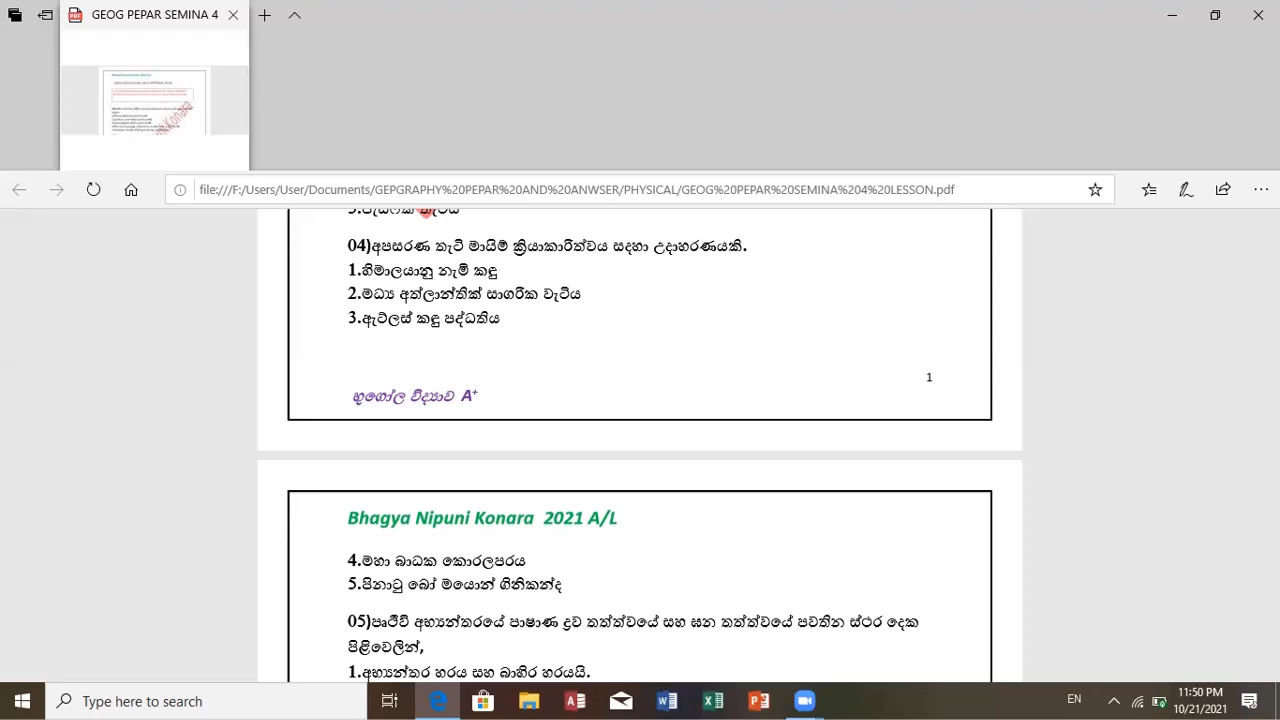 GEOG PEPAR SEMINA 4
file:///F:/Users/User/Documents/GEPGRAPHY%20PEPAR%20AND%20ANWSER/PHYSICAL/GEOG%20PEPAR%20SEMINA%204%20LESSON.pdf
04)අපසරණ තැටි මායිම් ක්‍රියාකාරීත්වය සදහා උදාහරණයකි.
1.හිමාලයානු නැමි කඳු
2.මධ්‍ය අත්ලාන්තික් සාගරික වැටිය
3.ඇට්ලස් කඳු පද්ධතිය
1
භූගෝල විද්‍යාව A+
Bhagya Nipuni Konara 2021 A/L
4.මහා බාධක කොරලපරය
5.පිනාටු බෝ මයොන් ගිනිකන්ද
05)පෘථිවි අභ්‍යන්තරයේ පාෂාණ ද්‍රව තත්ත්වයේ සහ ඝන තත්ත්වයේ පවතින ස්ථර දෙක
පිළිවෙලින්,
1.අභ්‍යන්තර හරය සහ බාහිර හරයයි.
Type here to search
EN
11:50 PM
10/21/2021